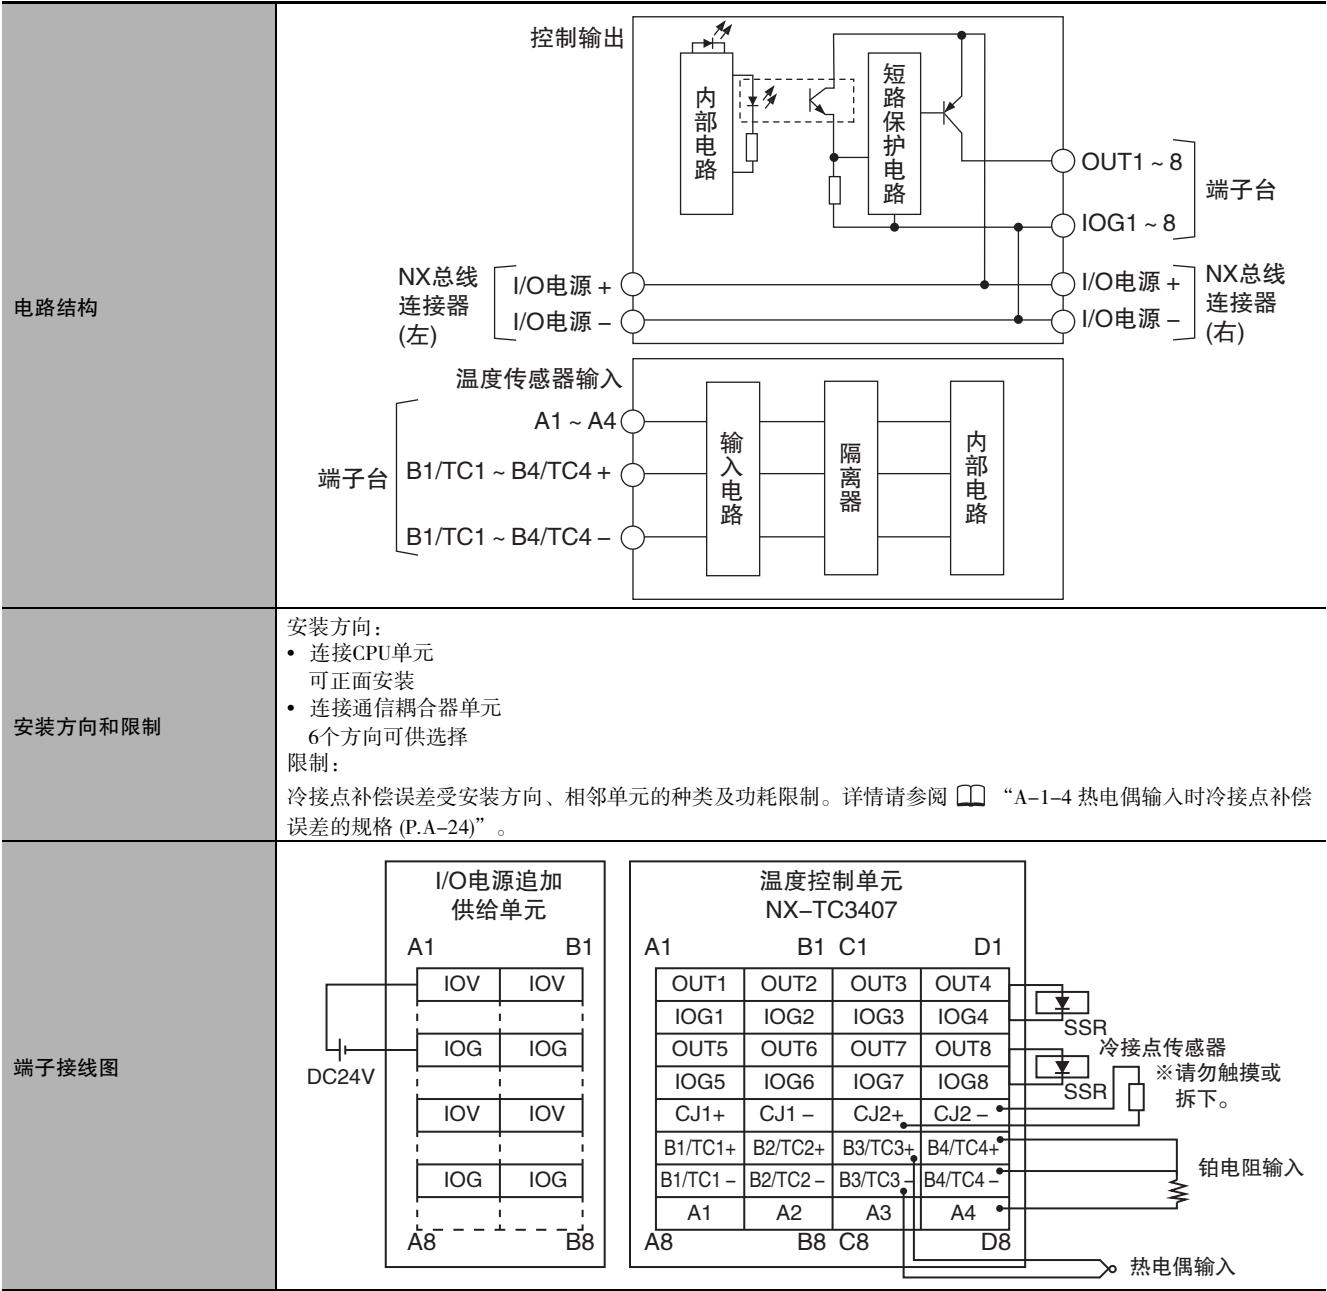 电路结构
控制输出
内部电路
短路保护电路
OUT1 ~ 8
端子台
IOG1 ~ 8
NX总线
连接器
(左)
I/O电源 +
I/O电源 –
I/O电源 +
I/O电源 –
NX总线
连接器
(右)
温度传感器输入
A1 ~ A4
端子台
B1/TC1 ~ B4/TC4 +
B1/TC1 ~ B4/TC4 –
输入电路
隔离器
内部电路
安装方向和限制
安装方向：
• 连接CPU单元
可正面安装
• 连接通信耦合器单元
6个方向可供选择
限制：
冷接点补偿误差受安装方向、相邻单元的种类及功耗限制。详情请参阅 “A–1–4 热电偶输入时冷接点补偿
误差的规格 (P.A–24)”。
端子接线图
I/O电源追加
供给单元
A1 B1
IOV IOV
IOG IOG
IOV IOV
IOG IOG
A8 B8
DC24V
温度控制单元
NX–TC3407
A1 B1 C1 D1
OUT1 OUT2 OUT3 OUT4
IOG1 IOG2 IOG3 IOG4
OUT5 OUT6 OUT7 OUT8
IOG5 IOG6 IOG7 IOG8
CJ1+ CJ1 – CJ2+ CJ2 –
B1/TC1+ B2/TC2+ B3/TC3+ B4/TC4+
B1/TC1 – B2/TC2 – B3/TC3 – B4/TC4 –
A1 A2 A3 A4
A8 B8 C8 D8
SSR
SSR
冷接点传感器
※请勿触摸或
拆下。
铂电阻输入
热电偶输入